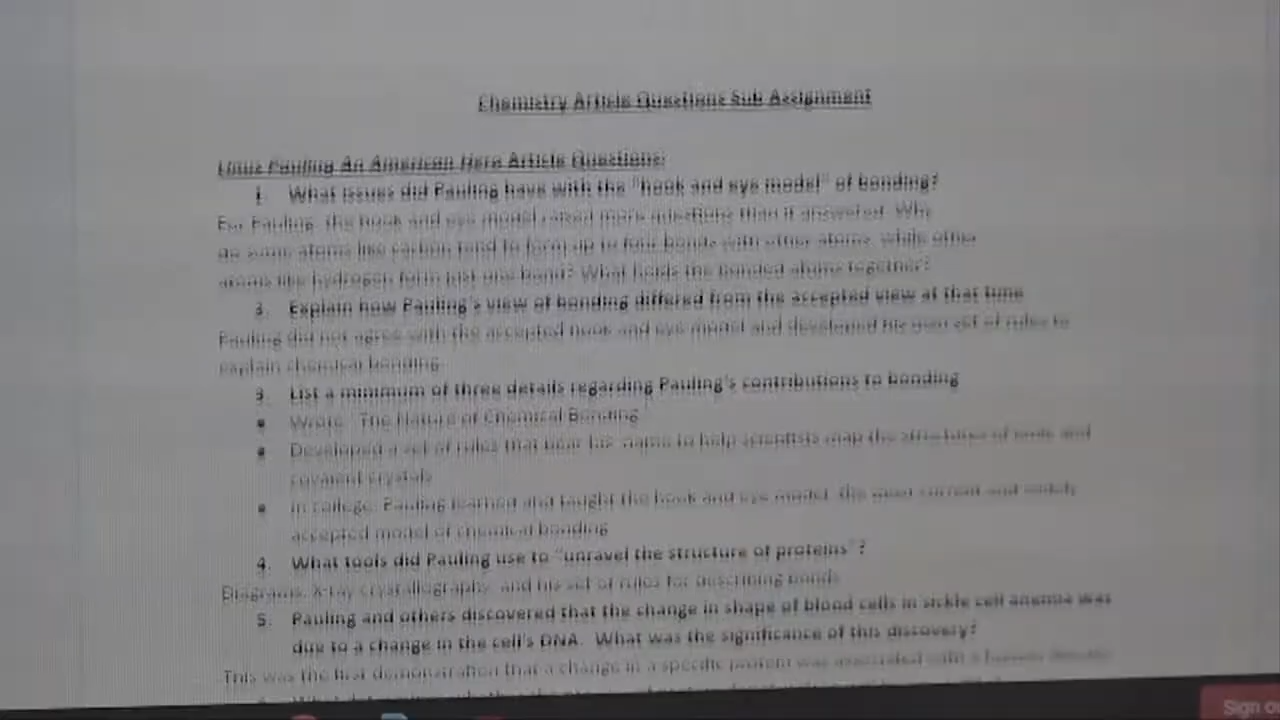 Chemistry Article Questions Sub Assignment
Linus Pauling An American Hero Article Questions:
1. What issues did Pauling have with the "hook and eye model" of bonding?
For Pauling, the hook and eye model raised more questions than it answered. Why
do some atoms like carbon tend to form up to four bonds with other atoms, while other
atoms like hydrogen form just one bond? What holds the bonded atoms together?
2. Explain how Pauling's view of bonding differed from the accepted view at that time
Pauling did not agree with the accepted hook and eye model and developed his own set of rules to
explain chemical bonding
3. List a minimum of three details regarding Pauling's contributions to bonding
• Wrote "The Nature of Chemical Bonding"
• Developed a set of rules that bear his name to help scientists map the structures of ionic and
covalent crystals
• In college, Pauling learned and taught the hook and eye model, the most current and widely
accepted model of chemical bonding
4. What tools did Pauling use to "unravel the structure of proteins"?
Diagrams, X-ray crystallography, and his set of rules for describing bonds
5. Pauling and others discovered that the change in shape of blood cells in sickle cell anemia was
due to a change in the cell's DNA. What was the significance of this discovery?
This was the first demonstration that a change in a specific protein was associated with a human
Sign